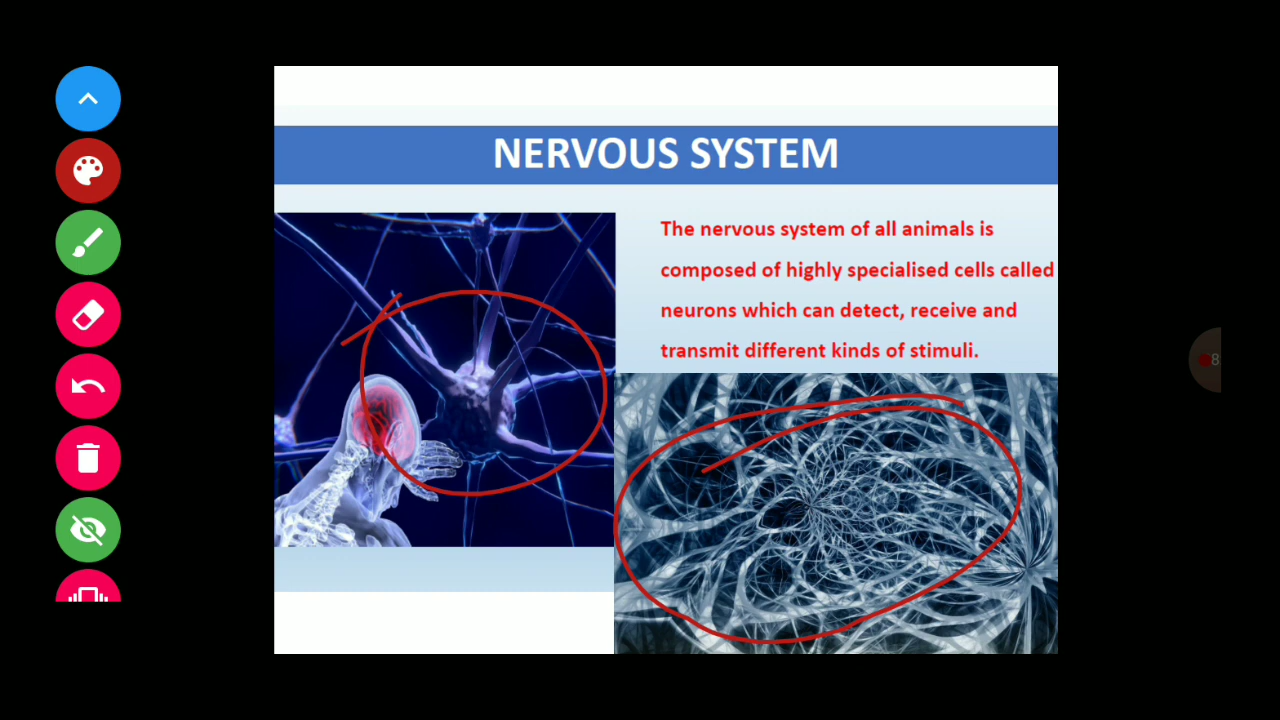 NERVOUS SYSTEM
The nervous system of all animals is
composed of highly specialised cells called
neurons which can detect, receive and
transmit different kinds of stimuli.